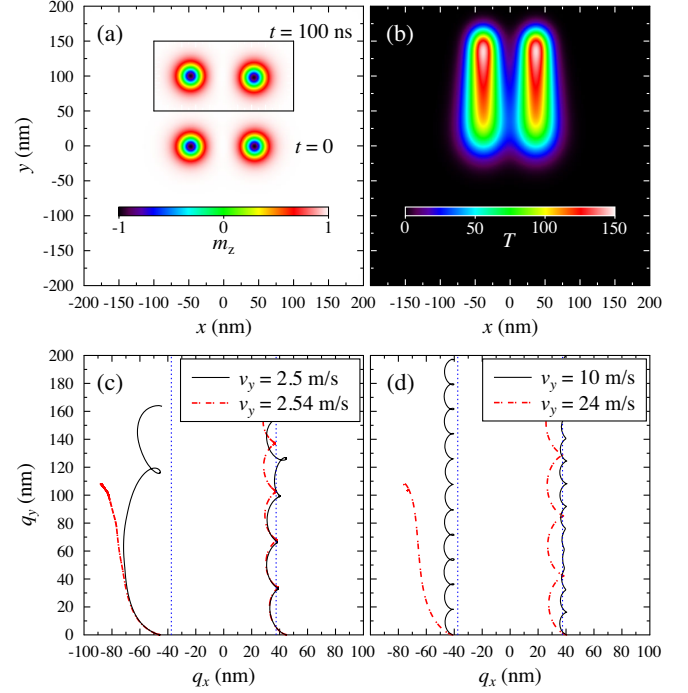 (a)
t = 100 ns
t = 0
y (nm)
200
150
100
50
0
-50
-100
-150
-200
-1 0 1
m_z
-200 -150 -100 -50 0 50 100 150 200
x (nm)
(b)
0 50 100 150
T
-150 -100 -50 0 50 100 150 200
x (nm)
(c)
v_y = 2.5 m/s
v_y = 2.54 m/s
q_y (nm)
200
180
160
140
120
100
80
60
40
20
0
-100 -80 -60 -40 -20 0 20 40 60 80 100
q_x (nm)
(d)
v_y = 10 m/s
v_y = 24 m/s
-80 -60 -40 -20 0 20 40 60 80 100
q_x (nm)